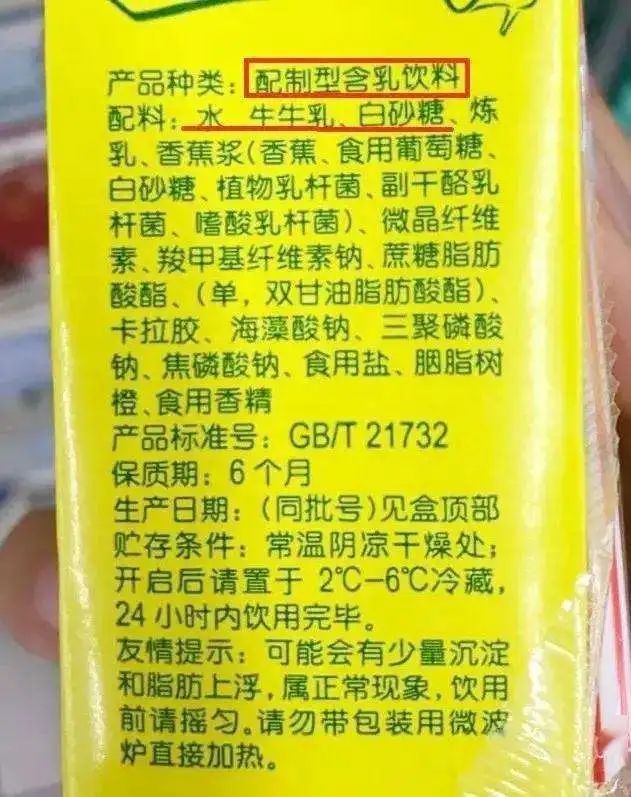 产品种类：配制型含乳饮料
配料：水、生牛乳、白砂糖、炼
乳、香蕉浆（香蕉、食用葡萄糖、
白砂糖、植物乳杆菌、副干酪乳
杆菌、嗜酸乳杆菌）、微晶纤维
素、羧甲基纤维素钠、蔗糖脂肪
酸酯、（单，双甘油脂肪酸酯）、
卡拉胶、海藻酸钠、三聚磷酸
钠、焦磷酸钠、食用盐、胭脂树
橙、食用香精
产品标准号：GB/T 21732
保质期：6个月
生产日期：（同批号）见盒顶部
贮存条件：常温阴凉干燥处；
开启后请置于 2℃-6℃冷藏，
24小时内饮用完毕。
友情提示：可能会有少量沉淀
和脂肪上浮，属正常现象，饮用
前请摇匀。请勿带包装用微波
炉直接加热。